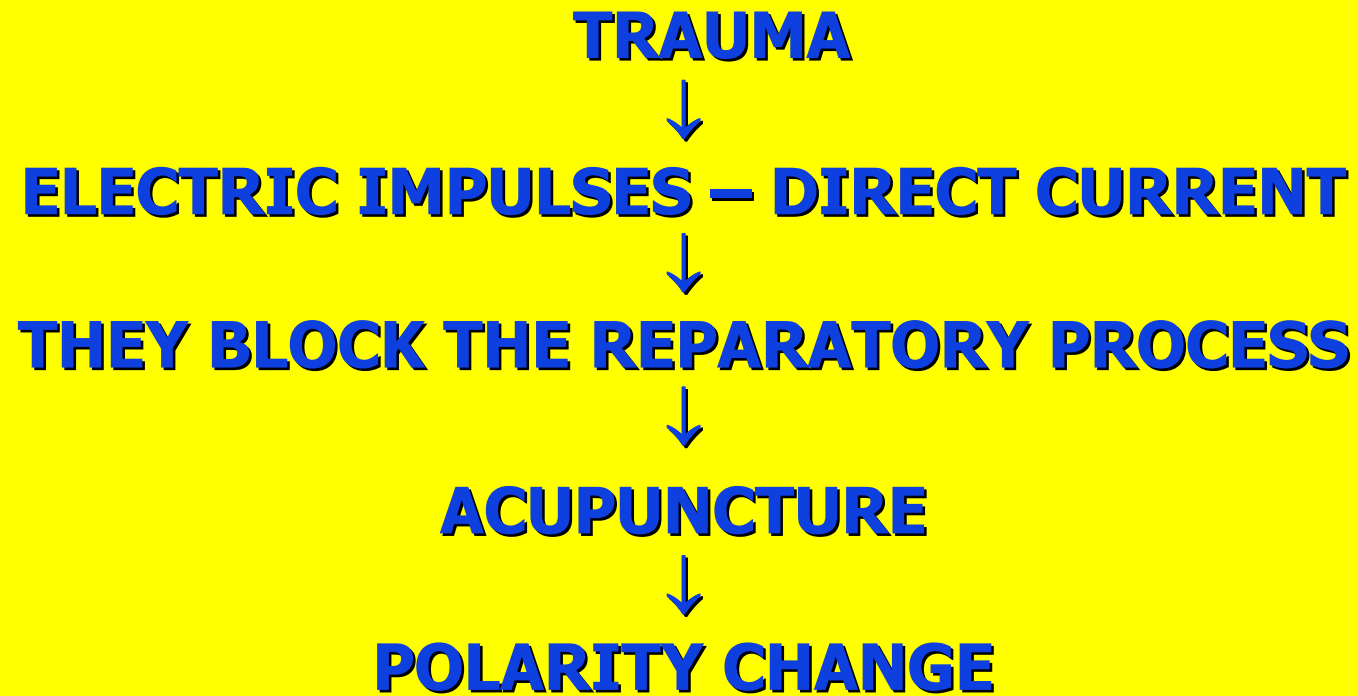 TRAUMA
↓
ELECTRIC IMPULSES – DIRECT CURRENT
↓
THEY BLOCK THE REPARATORY PROCESS
↓
ACUPUNCTURE
↓
POLARITY CHANGE